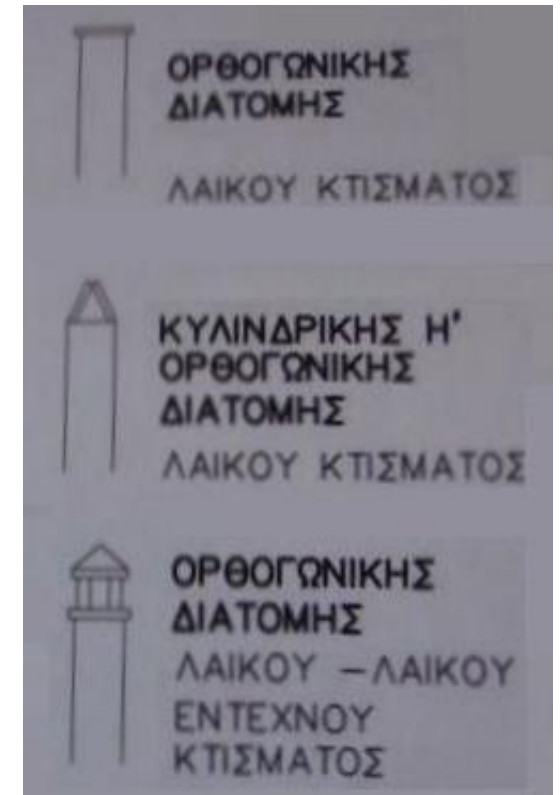 ΟΡΘΟΓΩΝΙΚΗΣ
ΔΙΑΤΟΜΗΣ
ΛΑΙΚΟΥ ΚΤΙΣΜΑΤΟΣ
ΚΥΛΙΝΔΡΙΚΗΣ Η'
ΟΡΘΟΓΩΝΙΚΗΣ
ΔΙΑΤΟΜΗΣ
ΛΑΙΚΟΥ ΚΤΙΣΜΑΤΟΣ
ΟΡΘΟΓΩΝΙΚΗΣ
ΔΙΑΤΟΜΗΣ
ΛΑΙΚΟΥ –ΛΑΙΚΟΥ
ΕΝΤΕΧΝΟΥ
ΚΤΙΣΜΑΤΟΣ